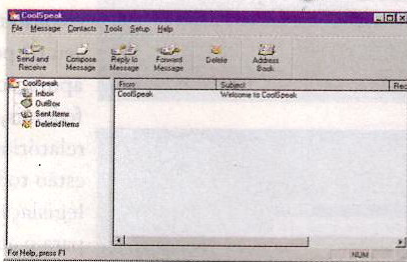 CoolSpeak
File Message Contacts Tools Setup Help
Send and Receive
Compose Message
Reply to Message
Forward Message
Delete
Address Book
CoolSpeak
Inbox
OutBox
Sent Items
Deleted Items
From Subject Rec
CoolSpeak Welcome to CoolSpeak
For Help, press F1
NUM